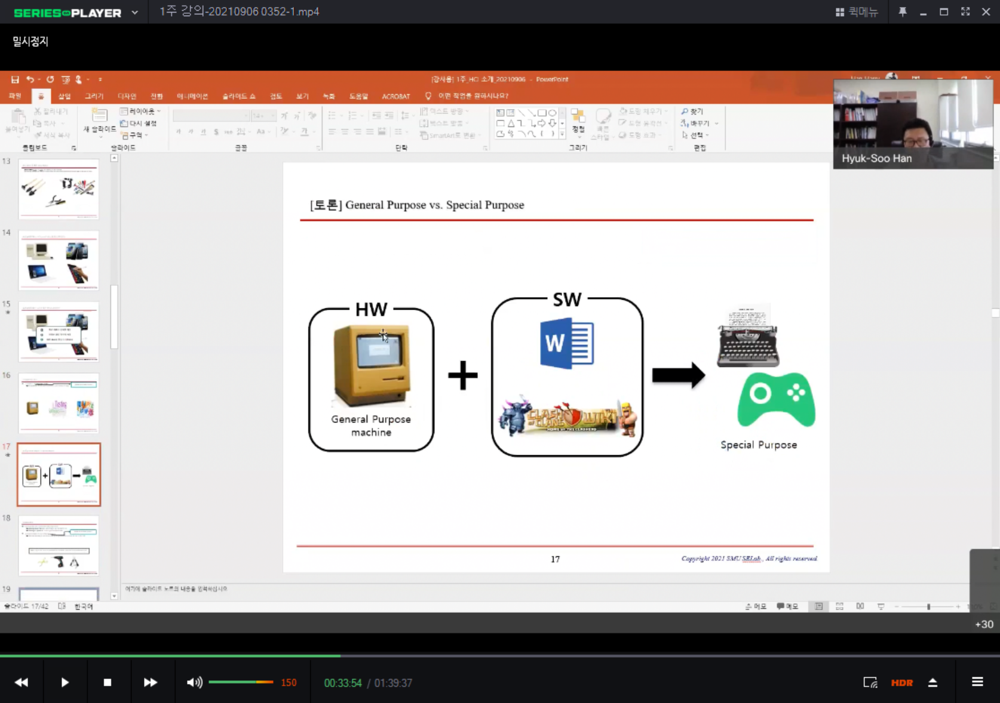 SERIES PLAYER
1주 강의-20210906 0352-1.mp4
퀵메뉴
일시정지
[강사용] 1주_HCI 소개_20210906 - PowerPoint
파일 홈 삽입 그리기 디자인 전환 애니메이션 슬라이드 쇼 검토 보기 녹화 도움말 ACROBAT 어떤 작업을 원하시나요?
붙여넣기
잘라내기
복사
서식 복사
클립보드
새 슬라이드
레이아웃
다시 설정
구역
슬라이드
글꼴
텍스트 방향
텍스트 맞춤
SmartArt로 변환
단락
정렬
빠른 스타일
도형 채우기
도형 윤곽선
도형 효과
그리기
찾기
바꾸기
선택
편집
Hyuk-Soo Han
13
14
15
16
17
18
19
[토론] General Purpose vs. Special Purpose
HW
General Purpose
machine
SW
W
CLASH OF CLANS WIKI
HOME OF THE CLASHERS
Special Purpose
17
Copyright 2021 SMU SELab., All rights reserved.
여기에 슬라이드 노트의 내용을 입력하십시오
슬라이드 17/42 한국어
메모 메모
+30
150
00:33:54 / 01:39:37
HDR